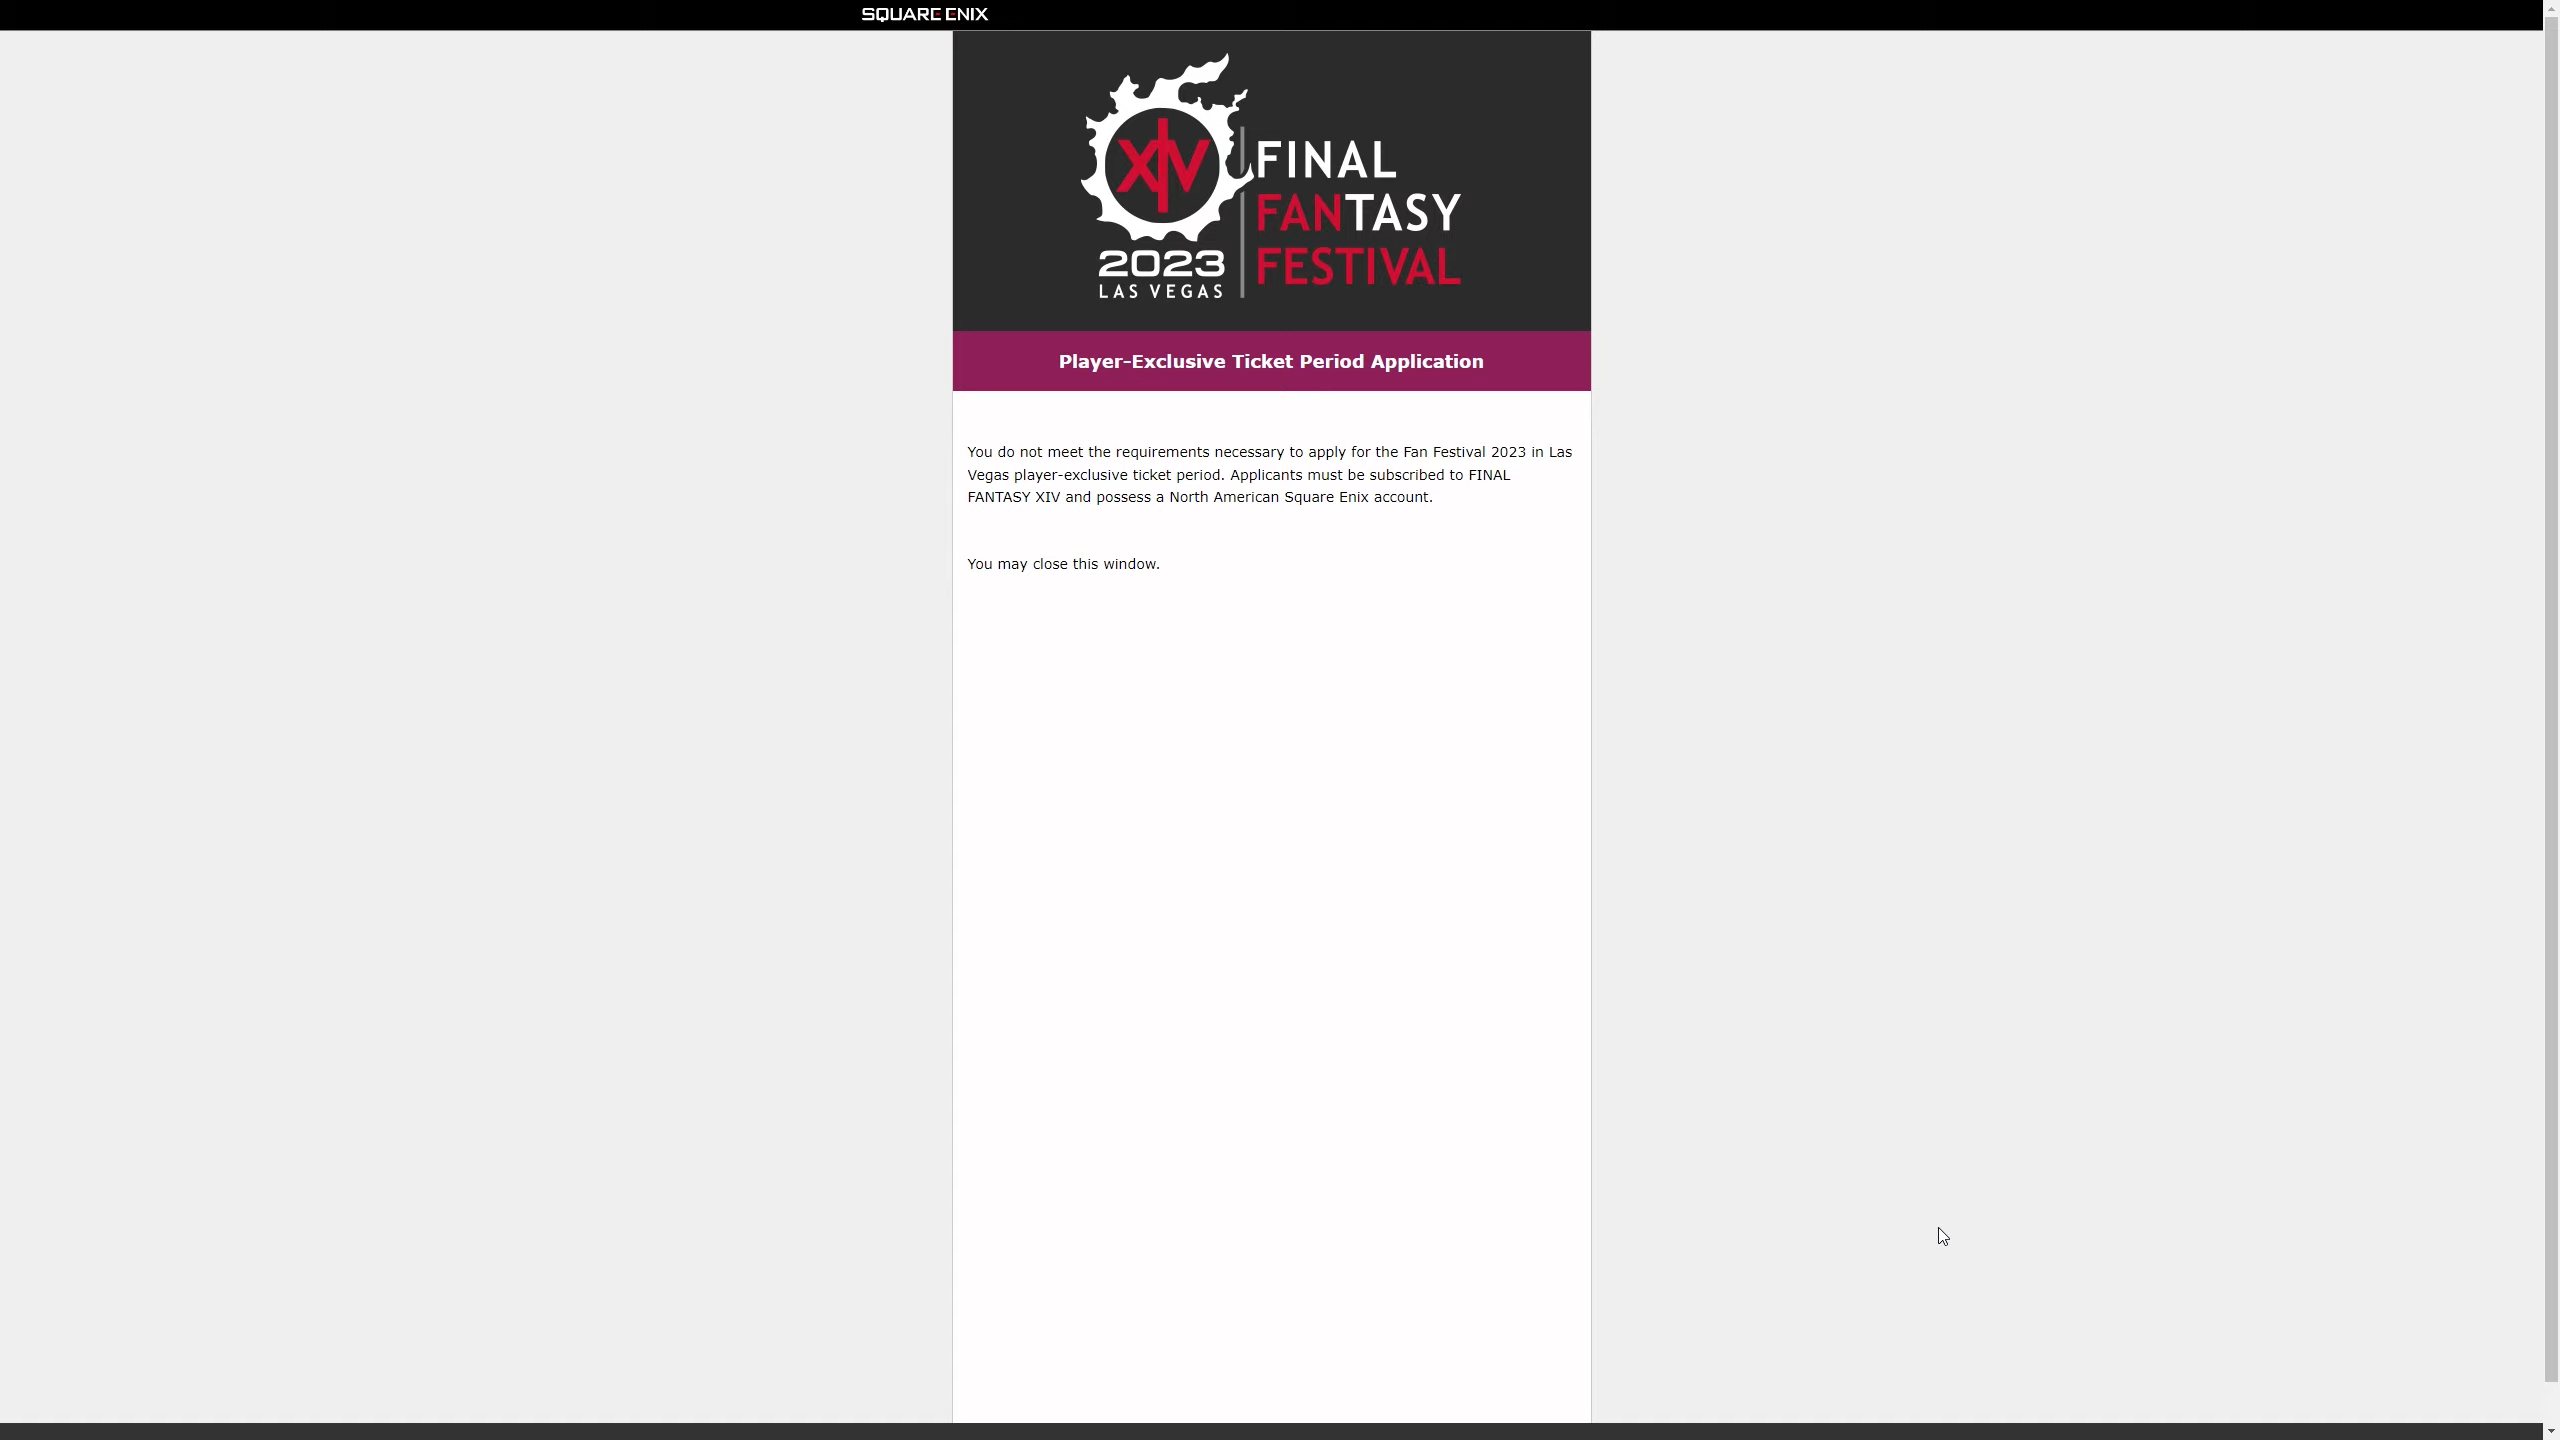 SQUARE ENIX
XIV
2023
LAS VEGAS
FINAL
FANTASY
FESTIVAL
Player-Exclusive Ticket Period Application
You do not meet the requirements necessary to apply for the Fan Festival 2023 in Las
Vegas player-exclusive ticket period. Applicants must be subscribed to FINAL
FANTASY XIV and possess a North American Square Enix account.
You may close this window.